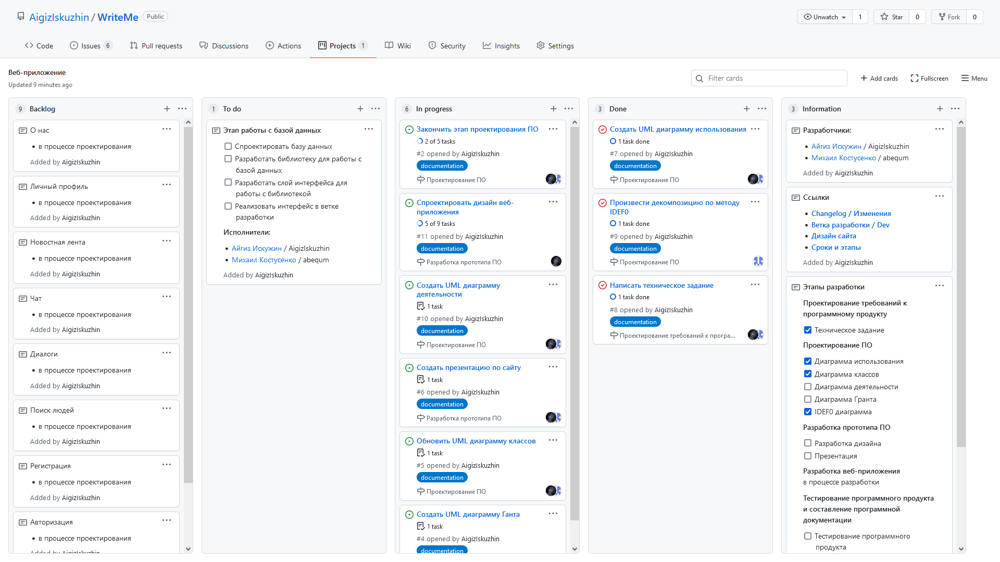 AigizIskuzhin / WriteMe Public
Unwatch 1
Star 0
Fork 0
Code
Issues 6
Pull requests
Discussions
Actions
Projects 1
Wiki
Security
Insights
Settings
Веб-приложение
Updated 9 minutes ago
Filter cards
Add cards
Fullscreen
Menu
9 Backlog
О нас
в процессе проектирования
Added by AigizIskuzhin
Личный профиль
в процессе проектирования
Added by AigizIskuzhin
Новостная лента
в процессе проектирования
Added by AigizIskuzhin
Чат
в процессе проектирования
Added by AigizIskuzhin
Диалоги
в процессе проектирования
Added by AigizIskuzhin
Поиск людей
в процессе проектирования
Added by AigizIskuzhin
Регистрация
в процессе проектирования
Added by AigizIskuzhin
Авторизация
в процессе проектирования
Added by AigizIskuzhin
1 To do
Этап работы с базой данных
Спроектировать базу данных
Разработать библиотеку для работы с
базой данных
Разработать слой интерфейса для
работы с библиотекой
Реализовать интерфейс в ветке
разработки
Исполнители:
Айгиз Искужин / AigizIskuzhin
Михаил Костусенко / abequm
Added by AigizIskuzhin
6 In progress
Закончить этап проектирования ПО
2 of 5 tasks
#2 opened by AigizIskuzhin
documentation
Проектирование ПО
Спроектировать дизайн веб-
приложения
5 of 9 tasks
#11 opened by AigizIskuzhin
documentation
Разработка прототипа ПО
Создать UML диаграмму
деятельности
1 task
#10 opened by AigizIskuzhin
documentation
Проектирование ПО
Создать презентацию по сайту
1 task
#6 opened by AigizIskuzhin
documentation
Разработка прототипа ПО
Обновить UML диаграмму классов
1 task
#5 opened by AigizIskuzhin
documentation
Проектирование ПО
Создать UML диаграмму Ганта
1 task
#4 opened by AigizIskuzhin
documentation
3 Done
Создать UML диаграмму использования
1 task done
#7 opened by AigizIskuzhin
documentation
Проектирование ПО
Произвести декомпозицию по методу
IDEF0
1 task done
#9 opened by AigizIskuzhin
documentation
Проектирование ПО
Написать техническое задание
1 task done
#8 opened by AigizIskuzhin
documentation
Проектирование требований к програ...
3 Information
Разработчики:
Айгиз Искужин / AigizIskuzhin
Михаил Костусенко / abequm
Added by AigizIskuzhin
Ссылки
Changelog / Изменения
Ветка разработки / Dev
Дизайн сайта
Сроки и этапы
Added by AigizIskuzhin
Этапы разработки
Проектирование требований к
программному продукту
Техническое задание
Проектирование ПО
Диаграмма использования
Диаграмма классов
Диаграмма деятельности
Диаграмма Гранта
IDEF0 диаграмма
Разработка прототипа ПО
Разработка дизайна
Презентация
Разработка веб-приложения
в процессе разработки
Тестирование программного продукта
и составление программной
документации
Тестирование программного
продукта